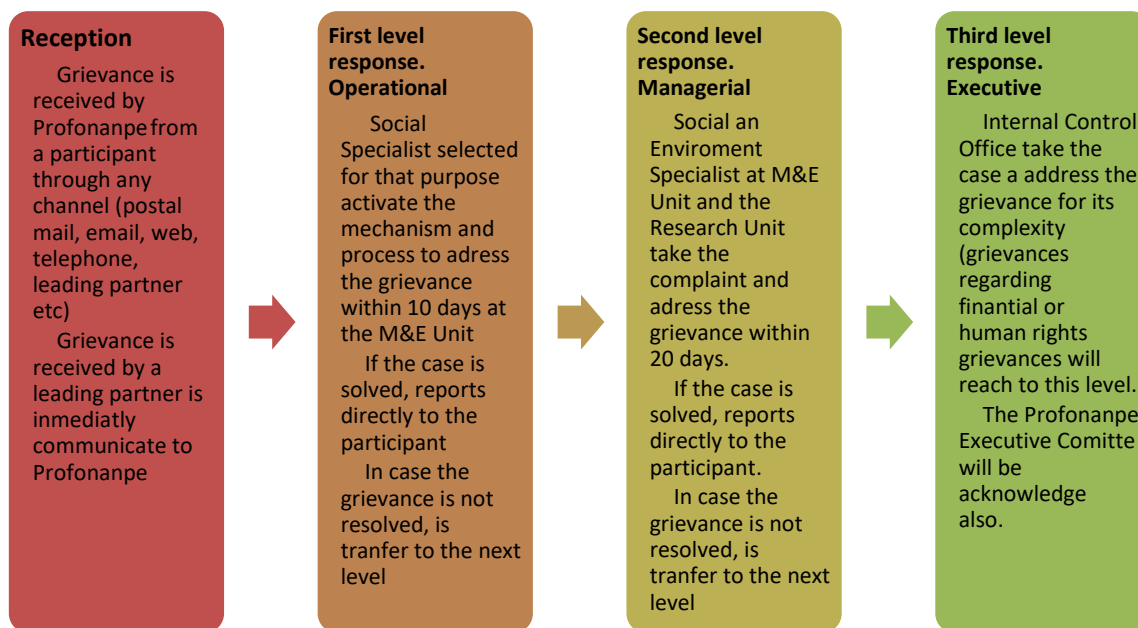 Reception
Grievance is
received by
Profonanpe from
a participant
through any
channel (postal
mail, email, web,
telephone,
leading partner
etc)
Grievance is
received by a
leading partner is
inmediatly
communicate to
Profonanpe
First level
response.
Operational
Social
Specialist selected
for that purpose
activate the
mechanism and
process to adress
the grievance
within 10 days at
the M&E Unit
If the case is
solved, reports
directly to the
participant
In case the
grievance is not
resolved, is
tranfer to the next
level
Second level
response.
Managerial
Social an
Enviroment
Specialist at M&E
Unit and the
Research Unit
take the
complaint and
adress the
grievance within
20 days.
If the case is
solved, reports
directly to the
participant.
In case the
grievance is not
resolved, is
tranfer to the next
level
Third level
response.
Executive
Internal Control
Office take the
case a address the
grievance for its
complexity
(grievances
regarding
finantial or
human rights
grievances will
reach to this level.
The Profonanpe
Executive Comitte
will be
acknowledge
also.